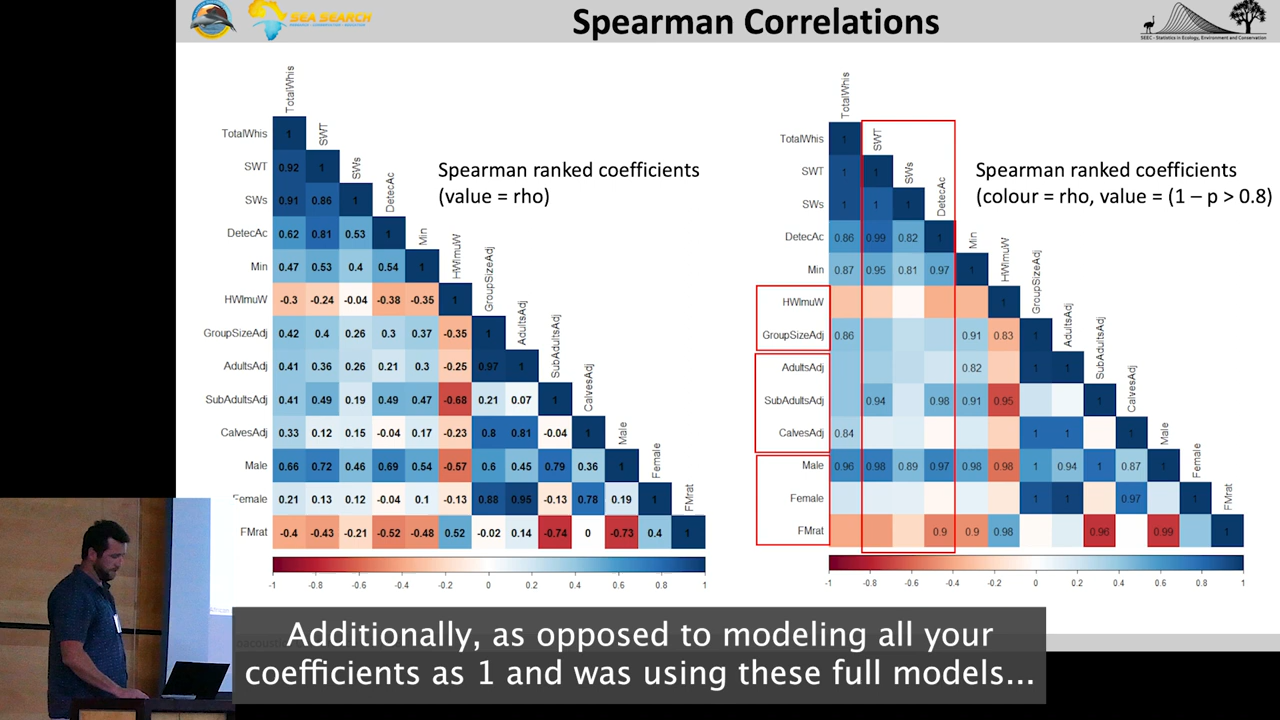 SEA SEARCH
Spearman Correlations
SEEC - Statistics in Ecology, Environment and Conservation
TotalWhis
SWT
SWs
DetecAc
Min
HWImuW
GroupSizeAdj
AdultsAdj
SubAdultsAdj
CalvesAdj
Male
Female
FMrat
Spearman ranked coefficients
(value = rho)
TotalWhis 1
SWT 0.92 1
SWs 0.91 0.86 1
DetecAc 0.62 0.81 0.53 1
Min 0.47 0.53 0.4 0.54 1
HWImuW -0.3 -0.24 -0.04 -0.38 -0.35 1
GroupSizeAdj 0.42 0.4 0.26 0.3 0.37 -0.35 1
AdultsAdj 0.41 0.36 0.26 0.21 0.3 -0.25 0.97 1
SubAdultsAdj 0.41 0.49 0.19 0.49 0.47 -0.68 0.21 0.07 1
CalvesAdj 0.33 0.12 0.15 -0.04 0.17 -0.23 0.8 0.81 -0.04 1
Male 0.66 0.72 0.46 0.69 0.54 -0.57 0.6 0.45 0.79 0.36 1
Female 0.21 0.13 0.12 -0.04 0.1 -0.13 0.88 0.95 -0.13 0.78 0.19 1
FMrat -0.4 -0.43 -0.21 -0.52 -0.48 0.52 -0.02 0.14 -0.74 0 -0.73 0.4 1
-1 -0.8 -0.6 -0.4 -0.2 0 0.2 0.4 0.6 0.8 1
TotalWhis
SWT
SWs
DetecAc
Min
HWImuW
GroupSizeAdj
AdultsAdj
SubAdultsAdj
CalvesAdj
Male
Female
FMrat
Spearman ranked coefficients
(colour = rho, value = (1 – p > 0.8)
TotalWhis 1
SWT 1 1
SWs 1 1 1
DetecAc 0.86 0.99 0.82 1
Min 0.87 0.95 0.81 0.97 1
HWImuW 1
GroupSizeAdj 0.86 0.91 0.83 1
AdultsAdj 0.82 1 1
SubAdultsAdj 0.94 0.98 0.91 0.95 1
CalvesAdj 0.84 1 1 1
Male 0.96 0.98 0.89 0.97 0.98 0.98 1 0.94 1 0.87 1
Female 1 1 0.97 1
FMrat 0.9 0.9 0.98 0.96 0.99 1
-1 -0.8 -0.6 -0.4 -0.2 0 0.2 0.4 0.6 0.8 1
Additionally, as opposed to modeling all your
coefficients as 1 and was using these full models...